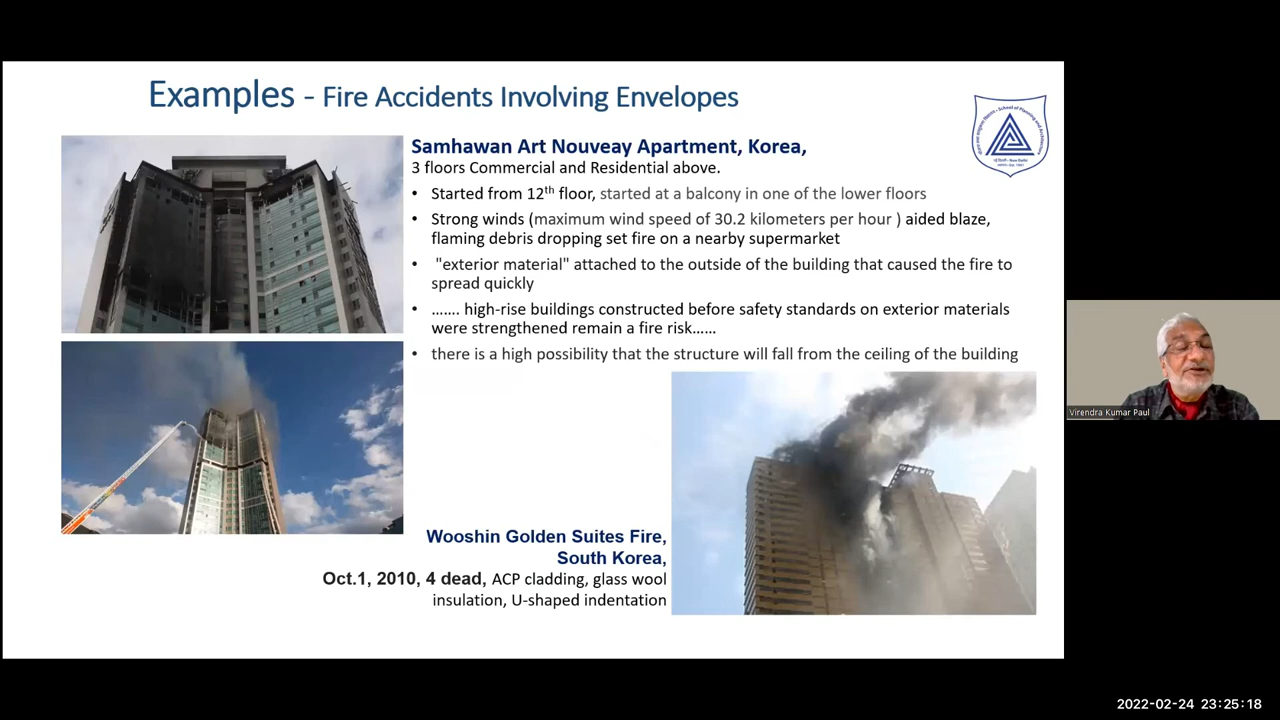 Examples - Fire Accidents Involving Envelopes
Samhawan Art Nouveay Apartment, Korea,
3 floors Commercial and Residential above.
• Started from 12th floor, started at a balcony in one of the lower floors
• Strong winds (maximum wind speed of 30.2 kilometers per hour ) aided blaze,
flaming debris dropping set fire on a nearby supermarket
• "exterior material" attached to the outside of the building that caused the fire to
spread quickly
• ....... high-rise buildings constructed before safety standards on exterior materials
were strengthened remain a fire risk......
• there is a high possibility that the structure will fall from the ceiling of the building
Wooshin Golden Suites Fire,
South Korea,
Oct.1, 2010, 4 dead, ACP cladding, glass wool
insulation, U-shaped indentation
School of Planning and Architecture
Virendra Kumar Paul
2022-02-24 23:25:18